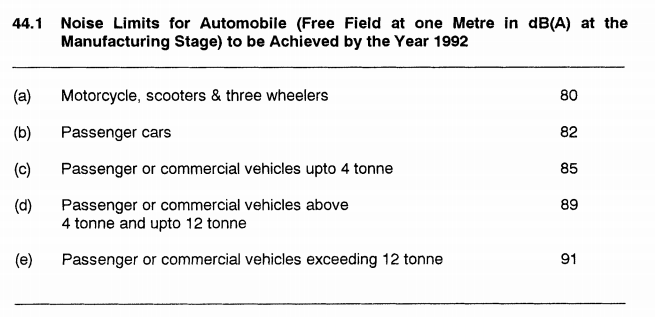 44.1 Noise Limits for Automobile (Free Field at one Metre in dB(A) at the
Manufacturing Stage) to be Achieved by the Year 1992
(a) Motorcycle, scooters & three wheelers 80
(b) Passenger cars 82
(c) Passenger or commercial vehicles upto 4 tonne 85
(d) Passenger or commercial vehicles above 89
4 tonne and upto 12 tonne
(e) Passenger or commercial vehicles exceeding 12 tonne 91